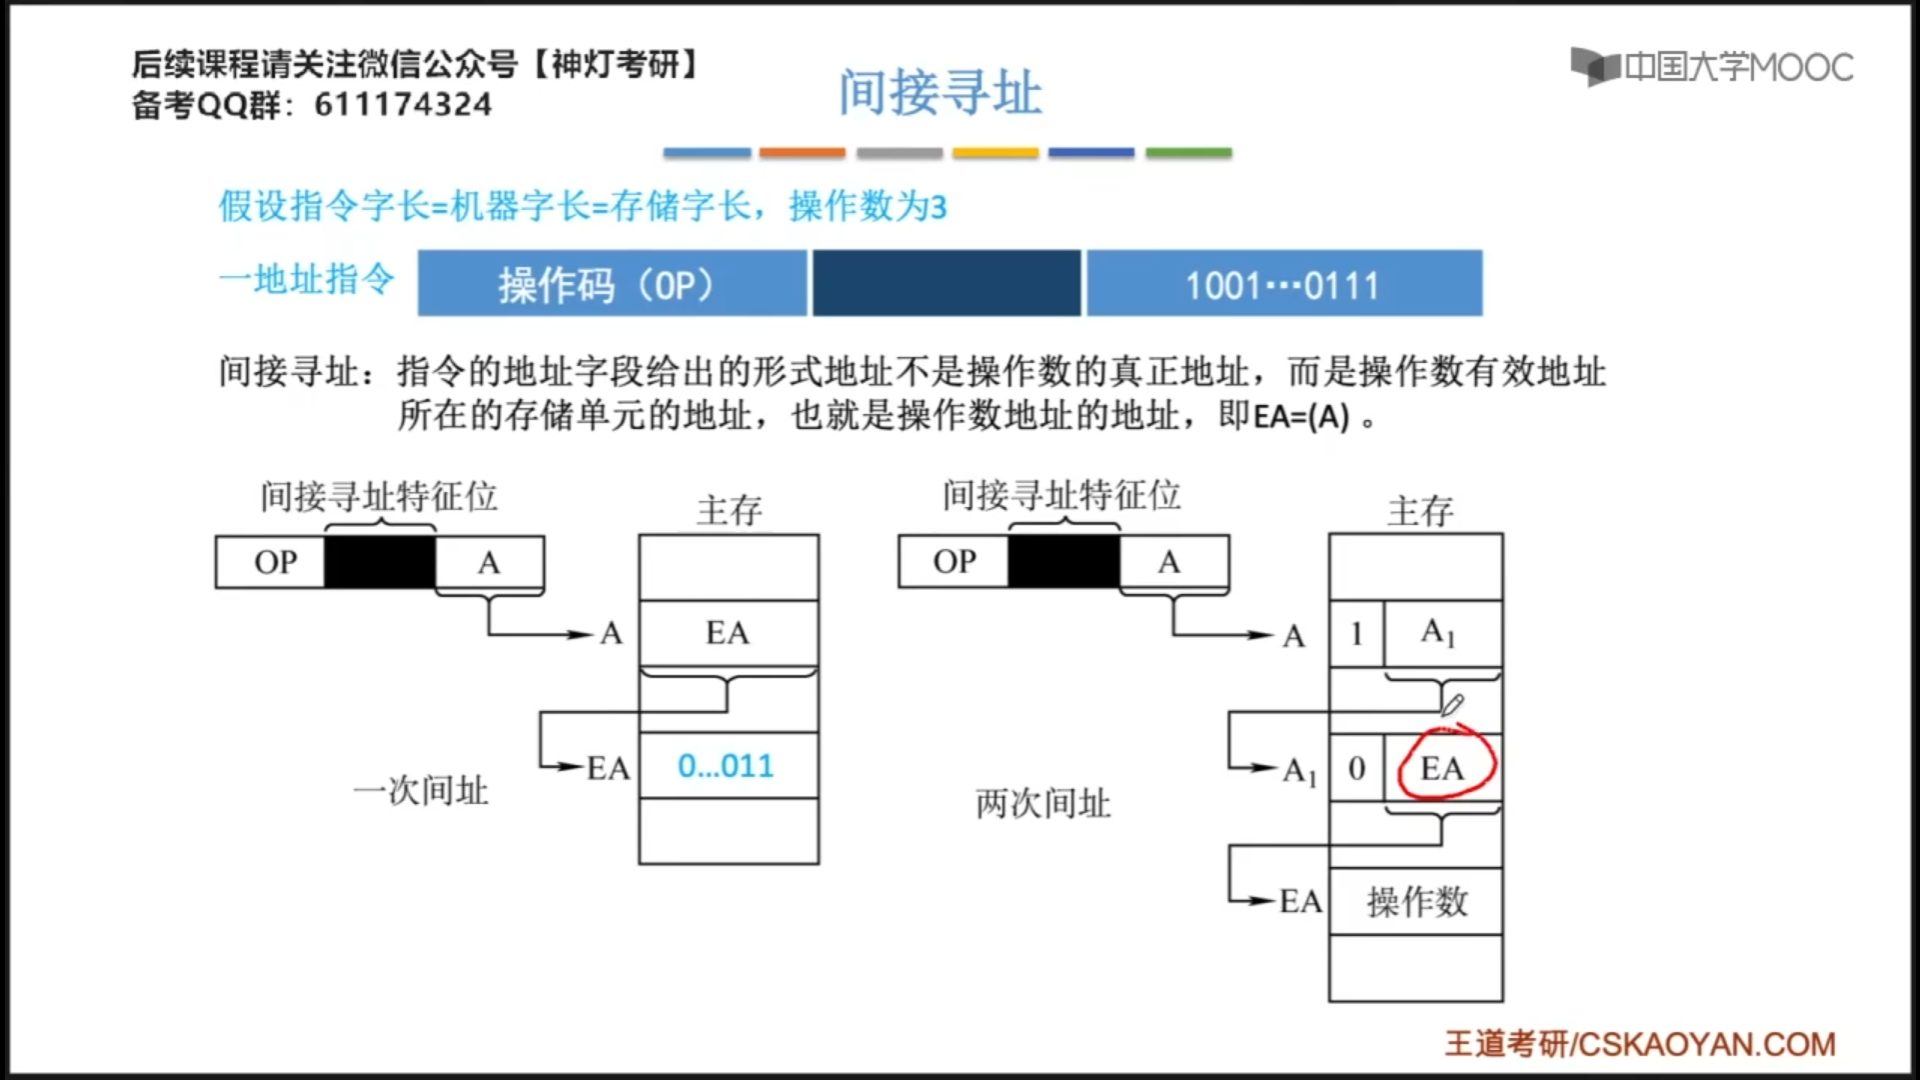 后续课程请关注微信公众号【神灯考研】
备考QQ群：611174324
中国大学MOOC
间接寻址
假设指令字长=机器字长=存储字长，操作数为3
一地址指令
操作码（OP）
1001···0111
间接寻址：指令的地址字段给出的形式地址不是操作数的真正地址，而是操作数有效地址
所在的存储单元的地址，也就是操作数地址的地址，即EA=(A) 。
间接寻址特征位
主存
OP
A
A
EA
EA
0...011
一次间址
间接寻址特征位
主存
OP
A
A
1
A₁
A₁
0
EA
两次间址
EA
操作数
王道考研/CSKAOYAN.COM